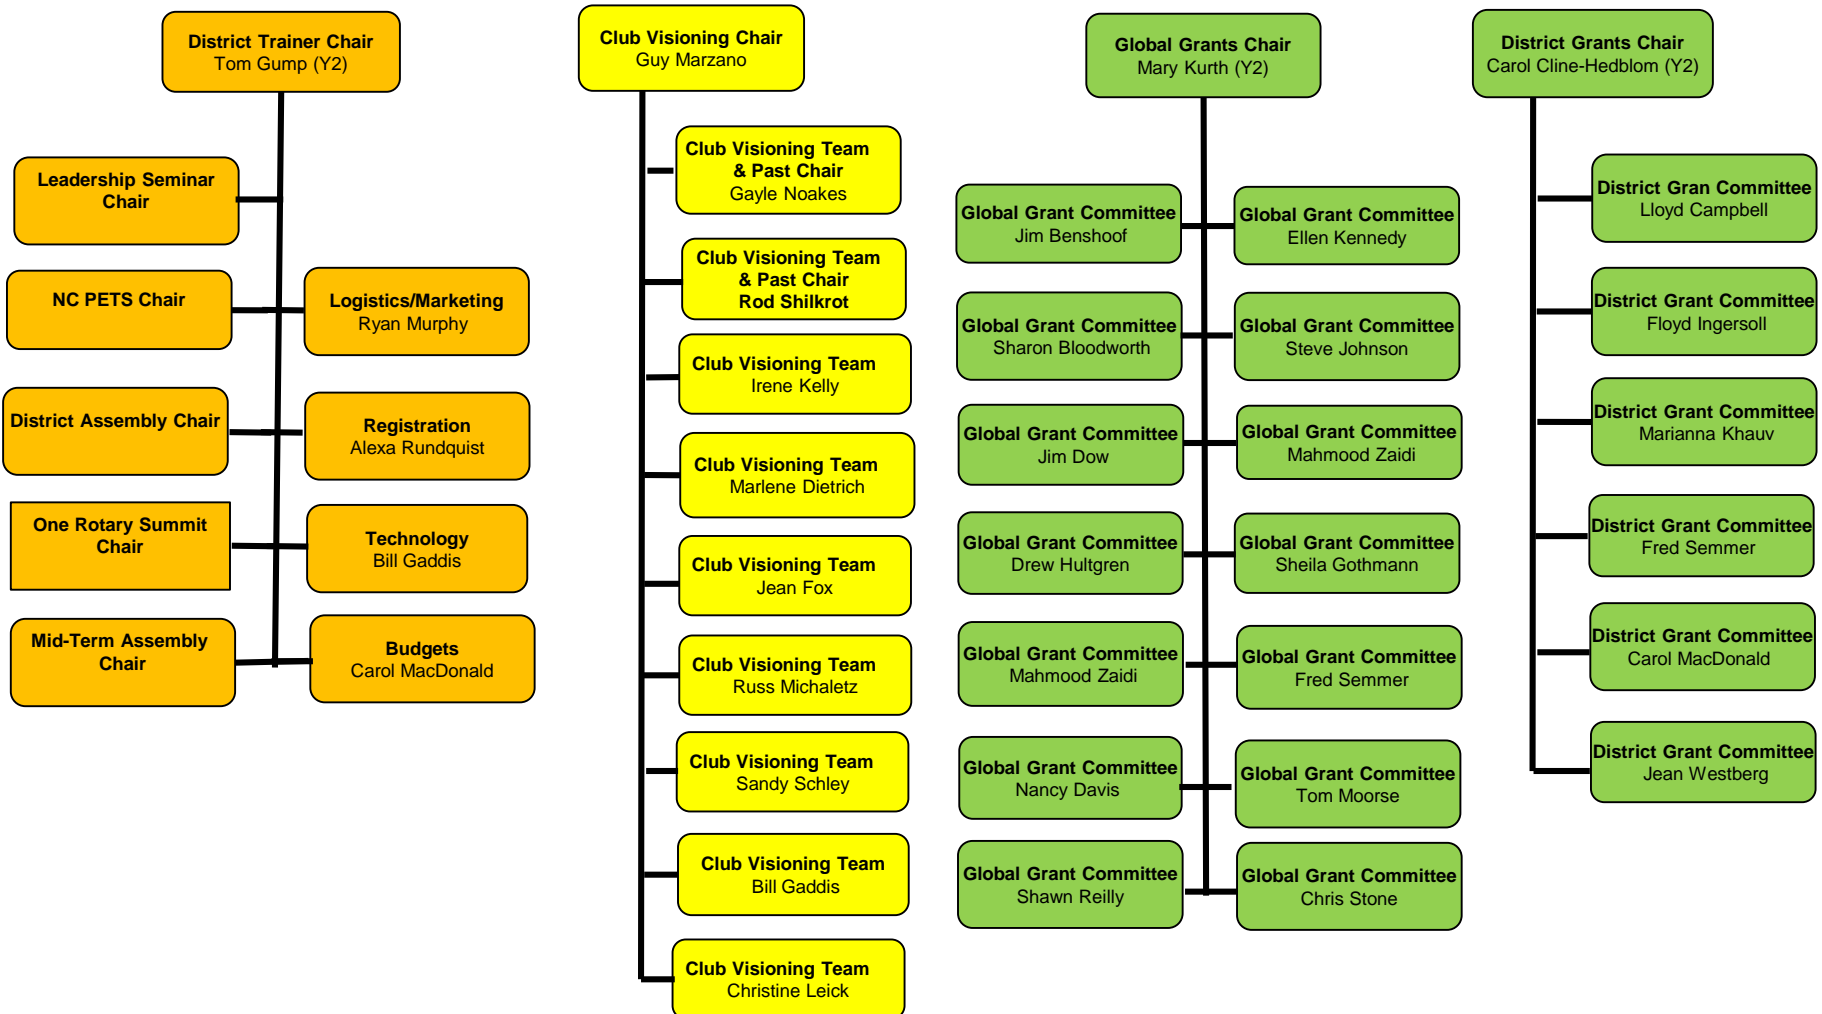 District Trainer Chair
Tom Gump (Y2)
Leadership Seminar
Chair
NC PETS Chair
Logistics/Marketing
Ryan Murphy
District Assembly Chair
Registration
Alexa Rundquist
One Rotary Summit
Chair
Technology
Bill Gaddis
Mid-Term Assembly
Chair
Budgets
Carol MacDonald
Club Visioning Chair
Guy Marzano
Club Visioning Team
& Past Chair
Gayle Noakes
Club Visioning Team
& Past Chair
Rod Shilkrot
Club Visioning Team
Irene Kelly
Club Visioning Team
Marlene Dietrich
Club Visioning Team
Jean Fox
Club Visioning Team
Russ Michaletz
Club Visioning Team
Sandy Schley
Club Visioning Team
Bill Gaddis
Club Visioning Team
Christine Leick
Global Grants Chair
Mary Kurth (Y2)
Global Grant Committee
Jim Benshoof
Global Grant Committee
Ellen Kennedy
Global Grant Committee
Sharon Bloodworth
Global Grant Committee
Steve Johnson
Global Grant Committee
Jim Dow
Global Grant Committee
Mahmood Zaidi
Global Grant Committee
Drew Hultgren
Global Grant Committee
Sheila Gothmann
Global Grant Committee
Mahmood Zaidi
Global Grant Committee
Fred Semmer
Global Grant Committee
Nancy Davis
Global Grant Committee
Tom Moorse
Global Grant Committee
Shawn Reilly
Global Grant Committee
Chris Stone
District Grants Chair
Carol Cline-Hedblom (Y2)
District Gran Committee
Lloyd Campbell
District Grant Committee
Floyd Ingersoll
District Grant Committee
Marianna Khauv
District Grant Committee
Fred Semmer
District Grant Committee
Carol MacDonald
District Grant Committee
Jean Westberg